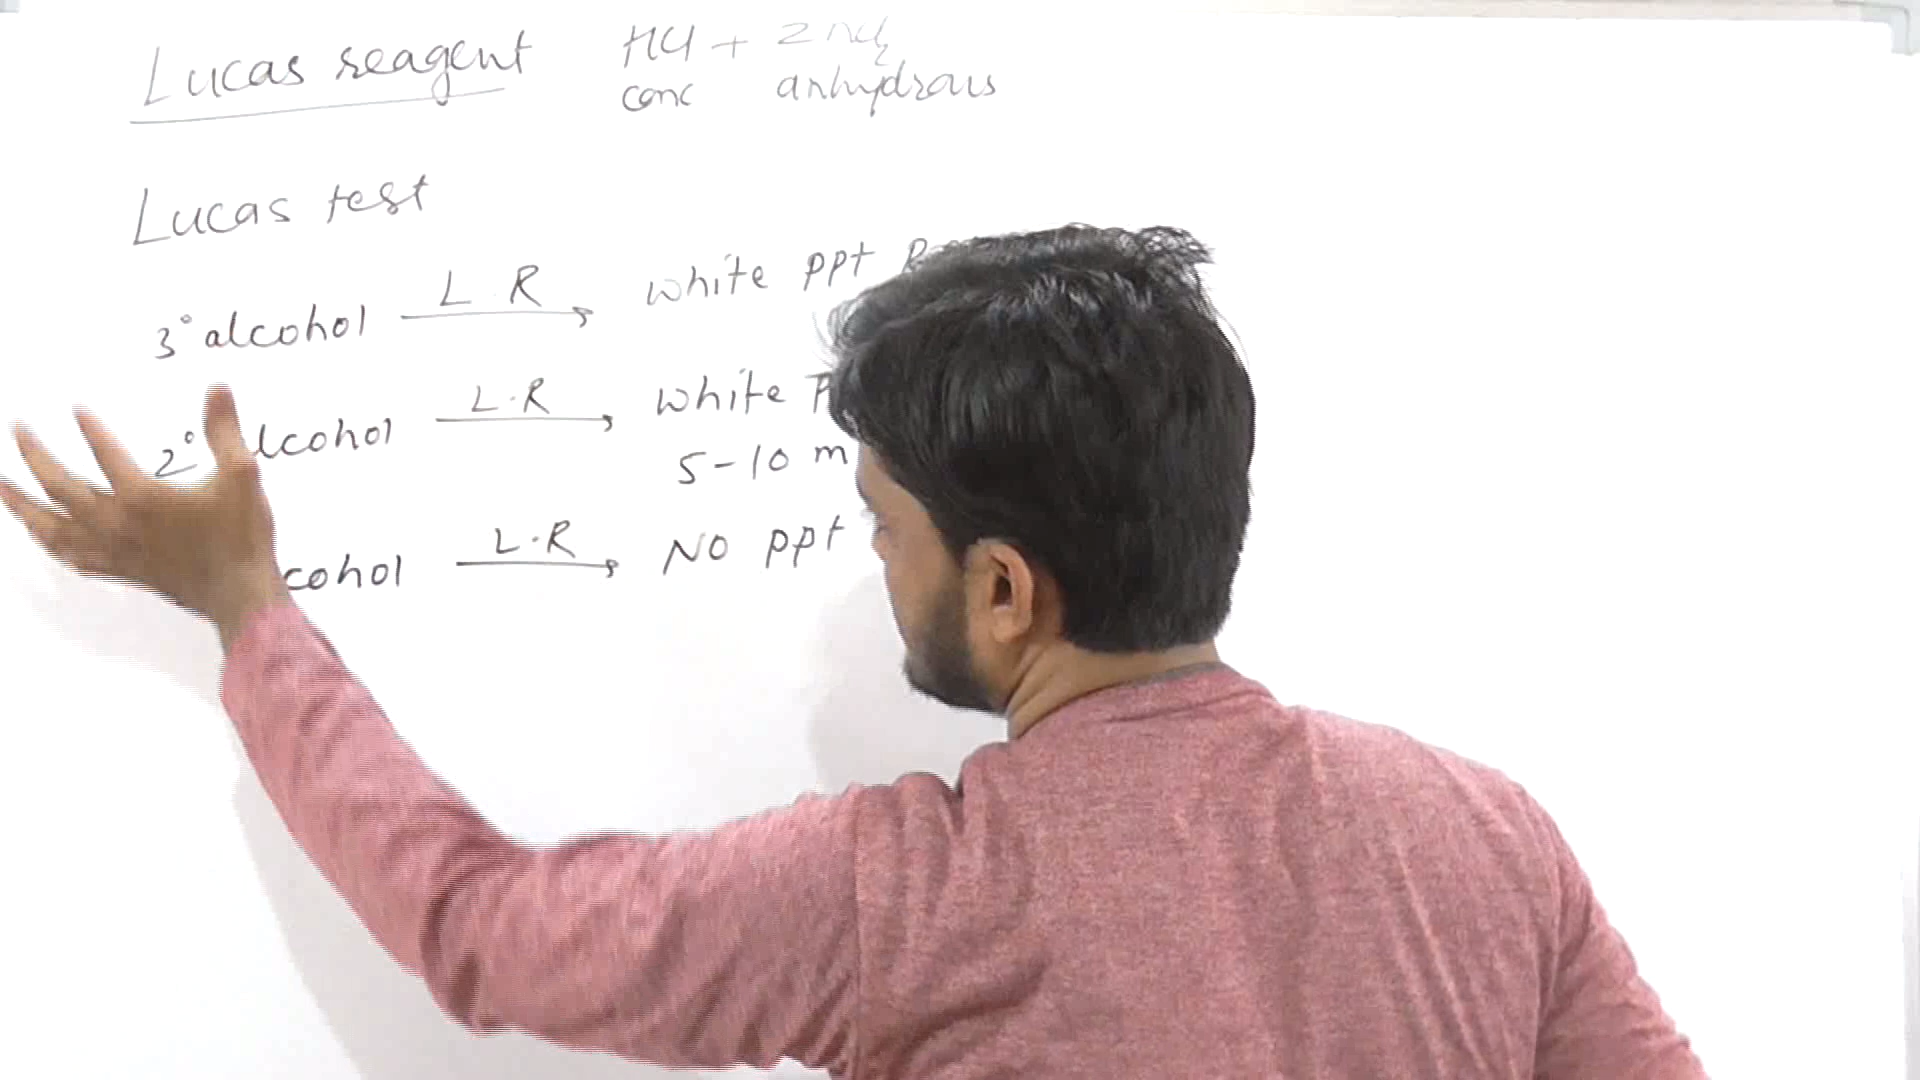 Lucas reagent HCl + ZnCl2
conc anhydrous
Lucas test
3° alcohol L.R → white ppt
2° lcohol L.R → white
5-10 m
cohol L.R → No ppt